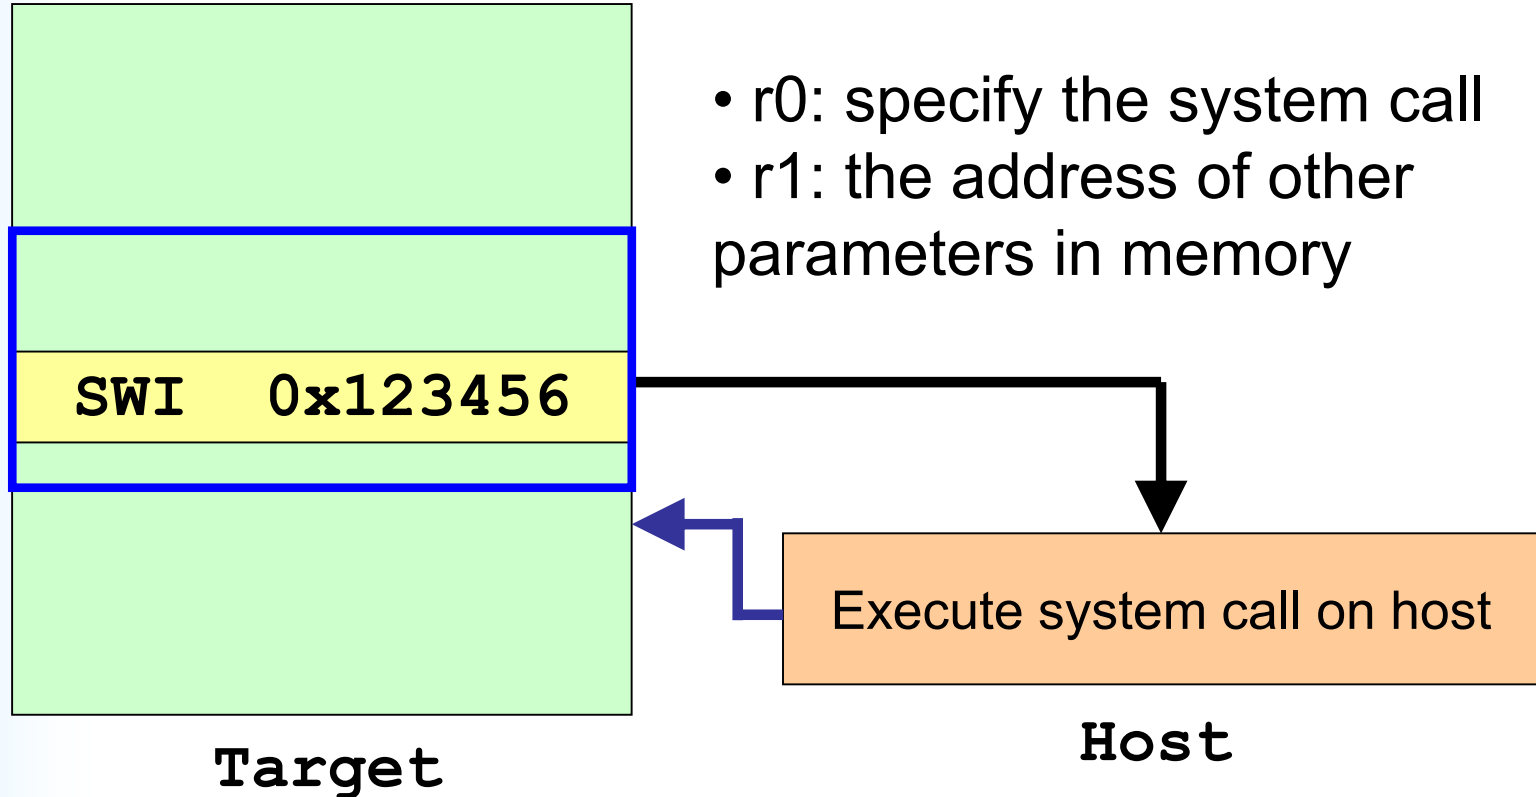 • r0: specify the system call
• r1: the address of other
parameters in memory
SWI 0x123456
Execute system call on host
Host
Target